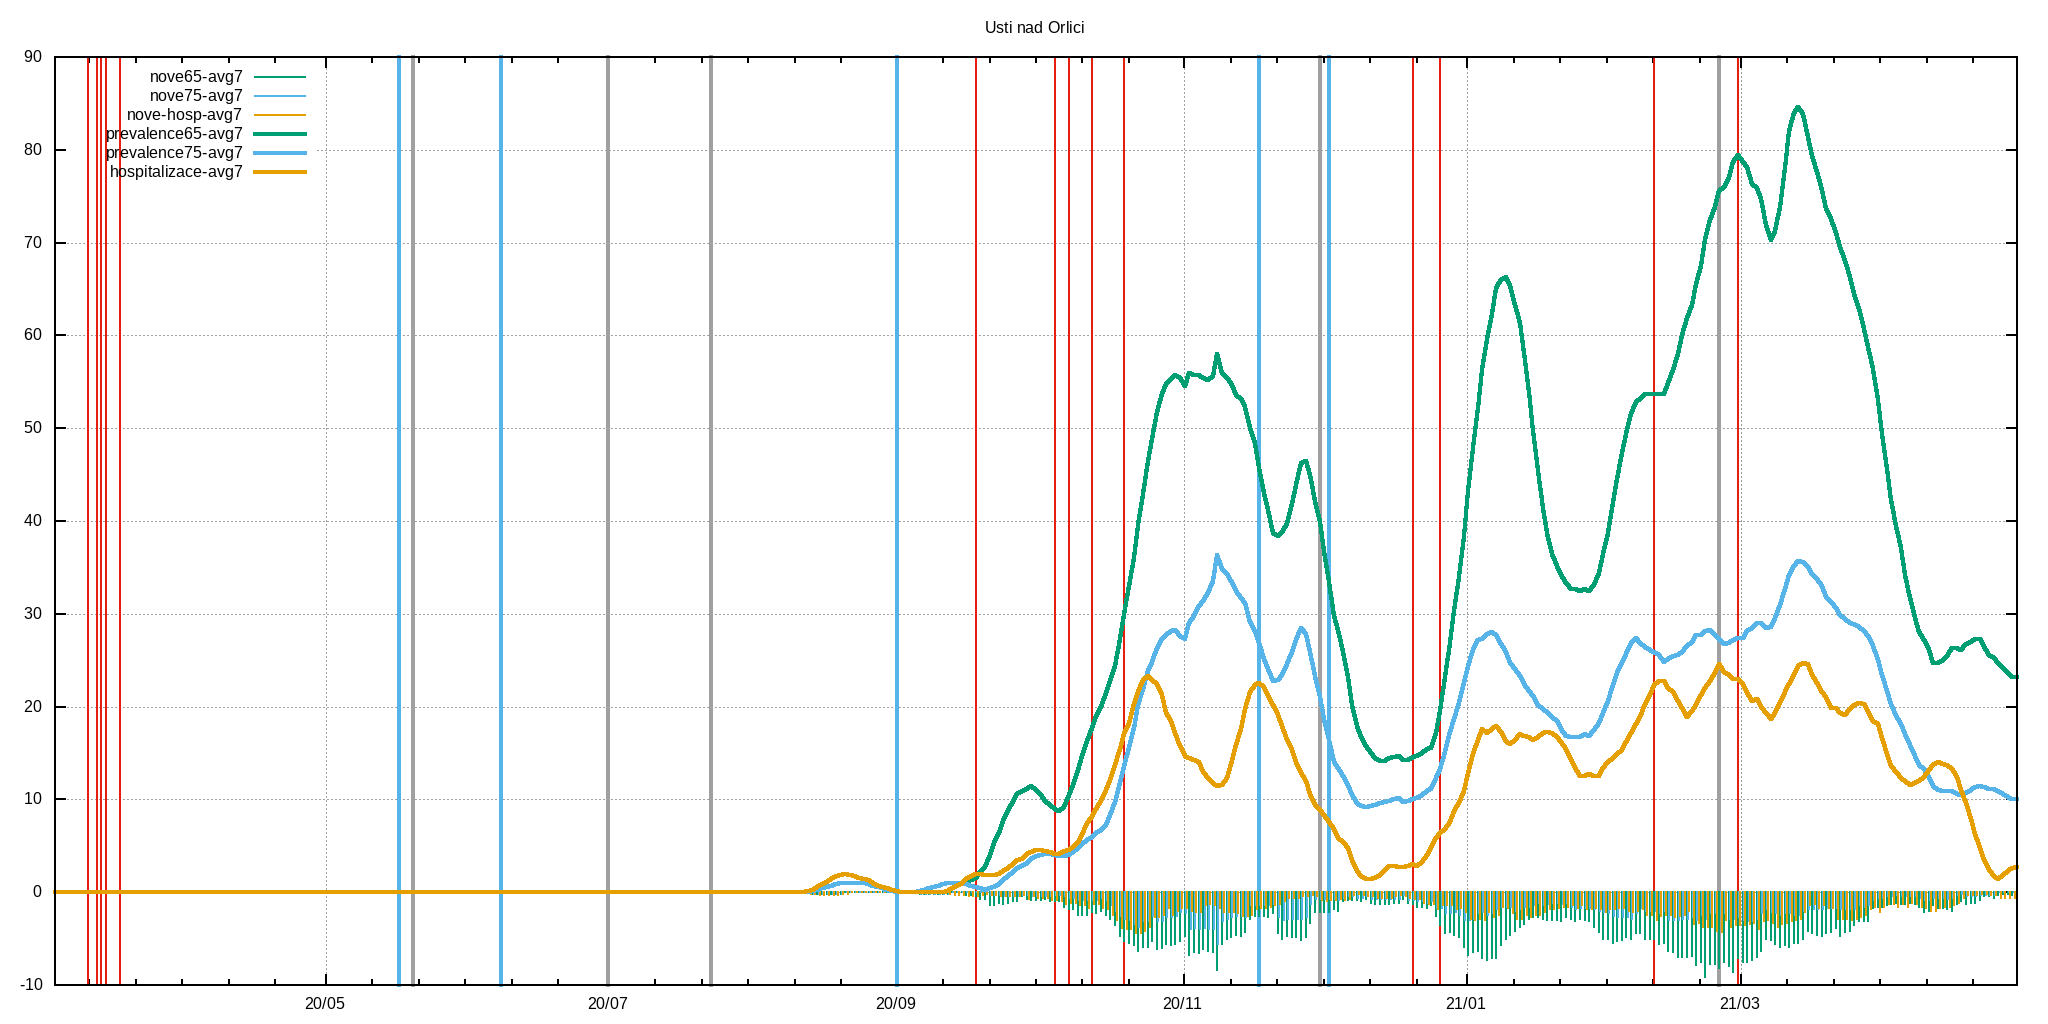 Usti nad Orlici
90
80
70
60
50
40
30
20
10
0
-10
nove65-avg7
nove75-avg7
nove-hosp-avg7
prevalence65-avg7
prevalence75-avg7
hospitalizace-avg7
20/05
20/07
20/09
20/11
21/01
21/03